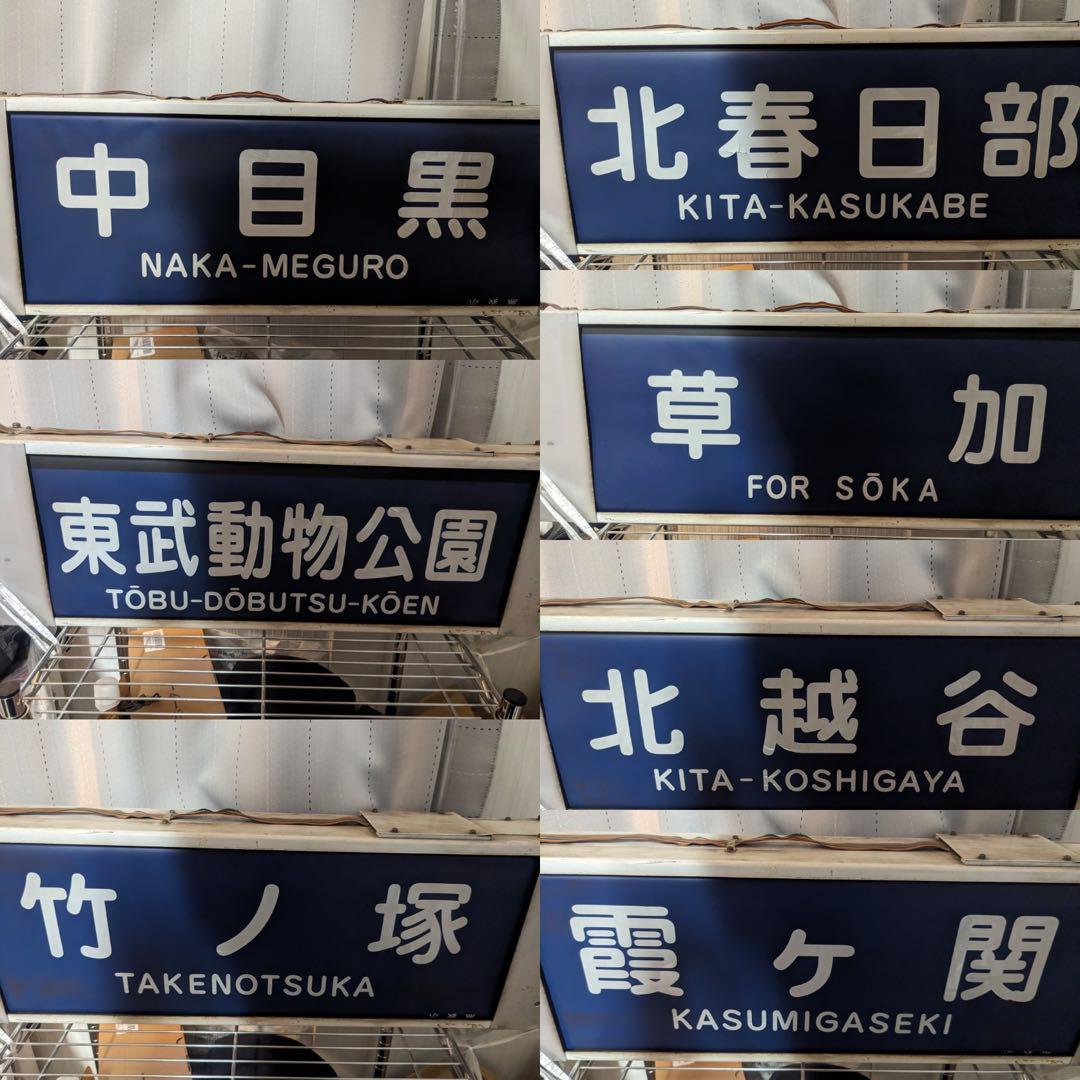 中目黒
NAKA-MEGURO
東武動物公園
TŌBU-DŌBUTSU-KŌEN
竹ノ塚
TAKENOTSUKA
北春日部
KITA-KASUKABE
草加
FOR SŌKA
北越谷
KITA-KOSHIGAYA
霞ヶ関
KASUMIGASEKI